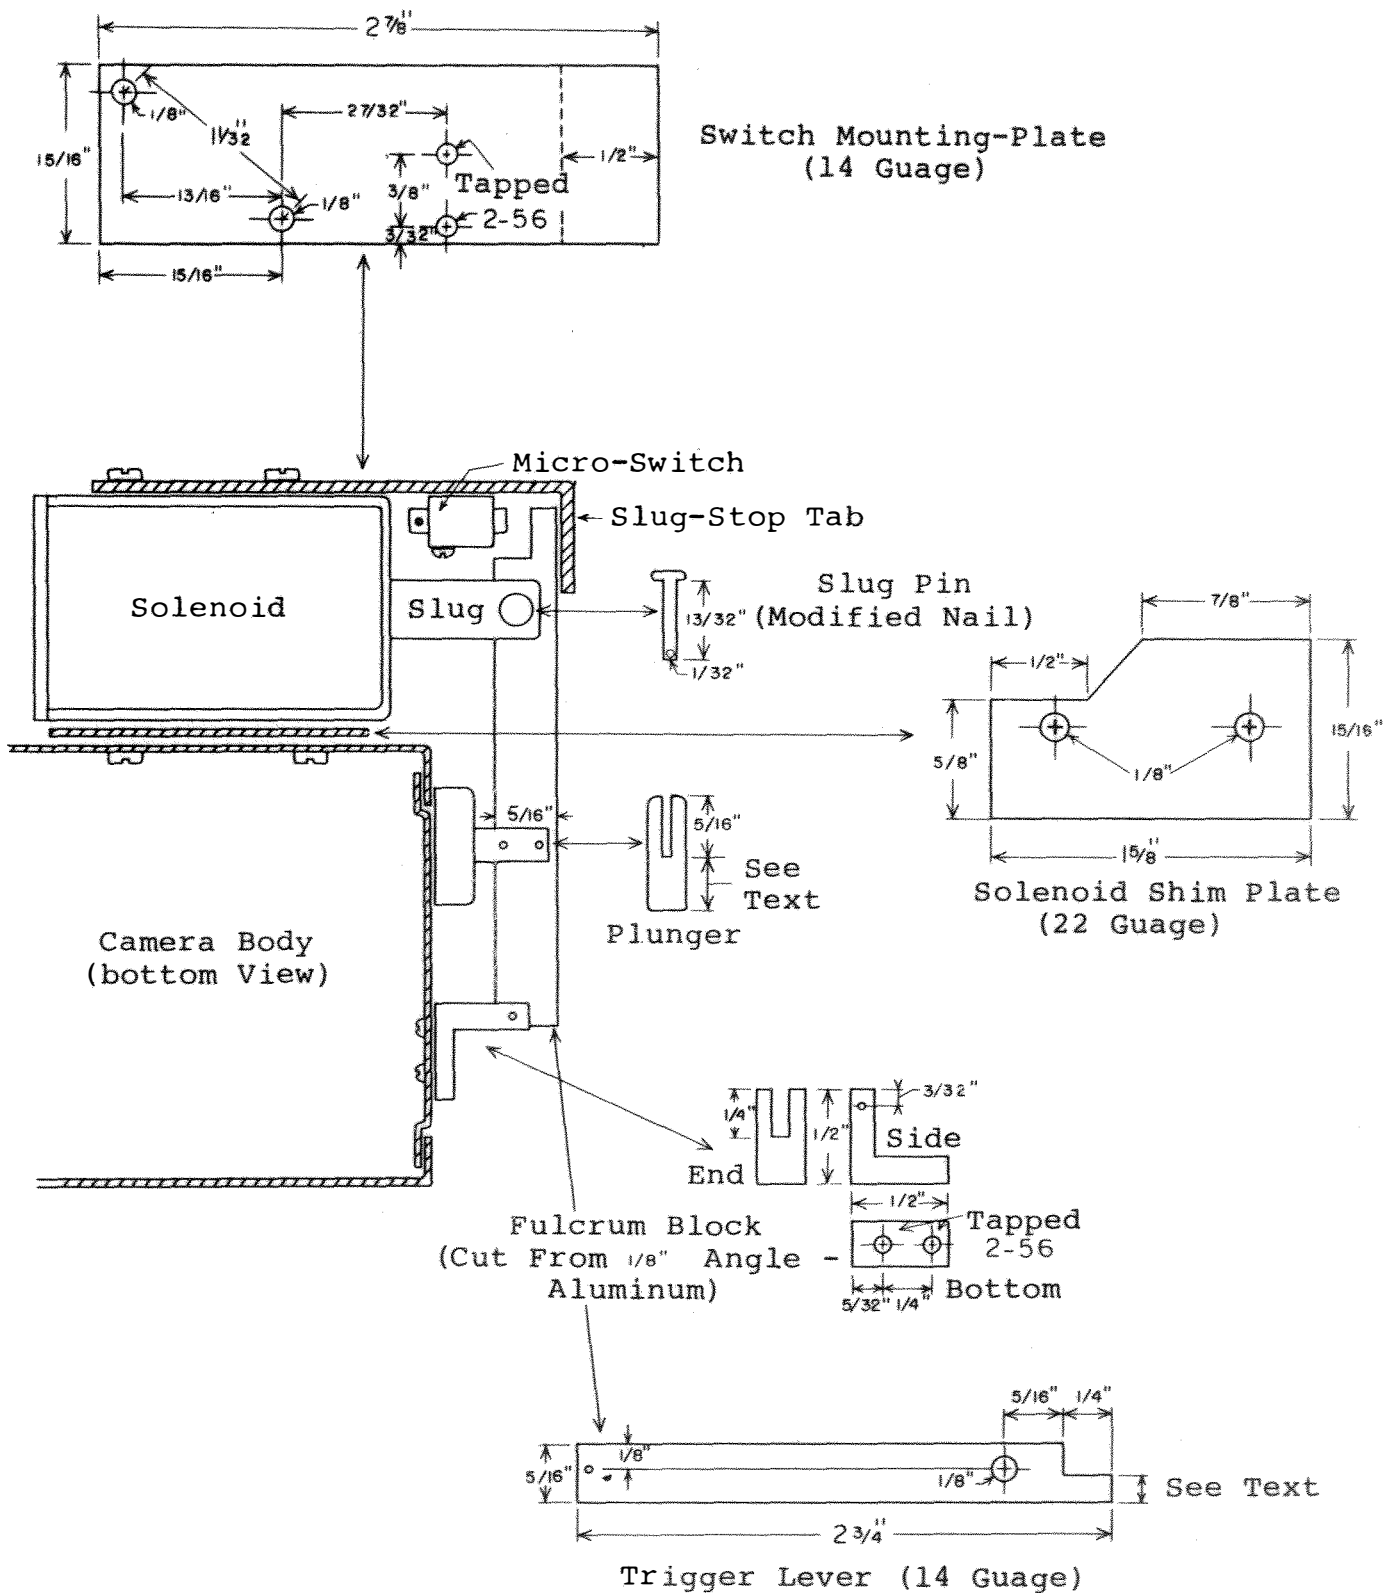 2 7/8"
1/8"
1 1/32"
27/32"
15/16"
13/16"
1/8"
3/8"
Tapped
2-56
3/32"
1/2"
15/16"
Switch Mounting-Plate
(14 Guage)
Micro-Switch
Slug-Stop Tab
Solenoid
Slug
Slug Pin
(Modified Nail)
13/32"
1/32"
7/8"
1/2"
5/8"
1/8"
15/16"
1 5/8"
Solenoid Shim Plate
(22 Guage)
5/16"
5/16"
See
Text
Plunger
Camera Body
(bottom View)
1/4"
1/2"
3/32"
Side
End
1/2"
Tapped
2-56
5/32"
1/4"
Bottom
Fulcrum Block
(Cut From 1/8" Angle -
Aluminum)
5/16"
1/4"
5/16"
1/8"
1/8"
See Text
2 3/4"
Trigger Lever (14 Guage)